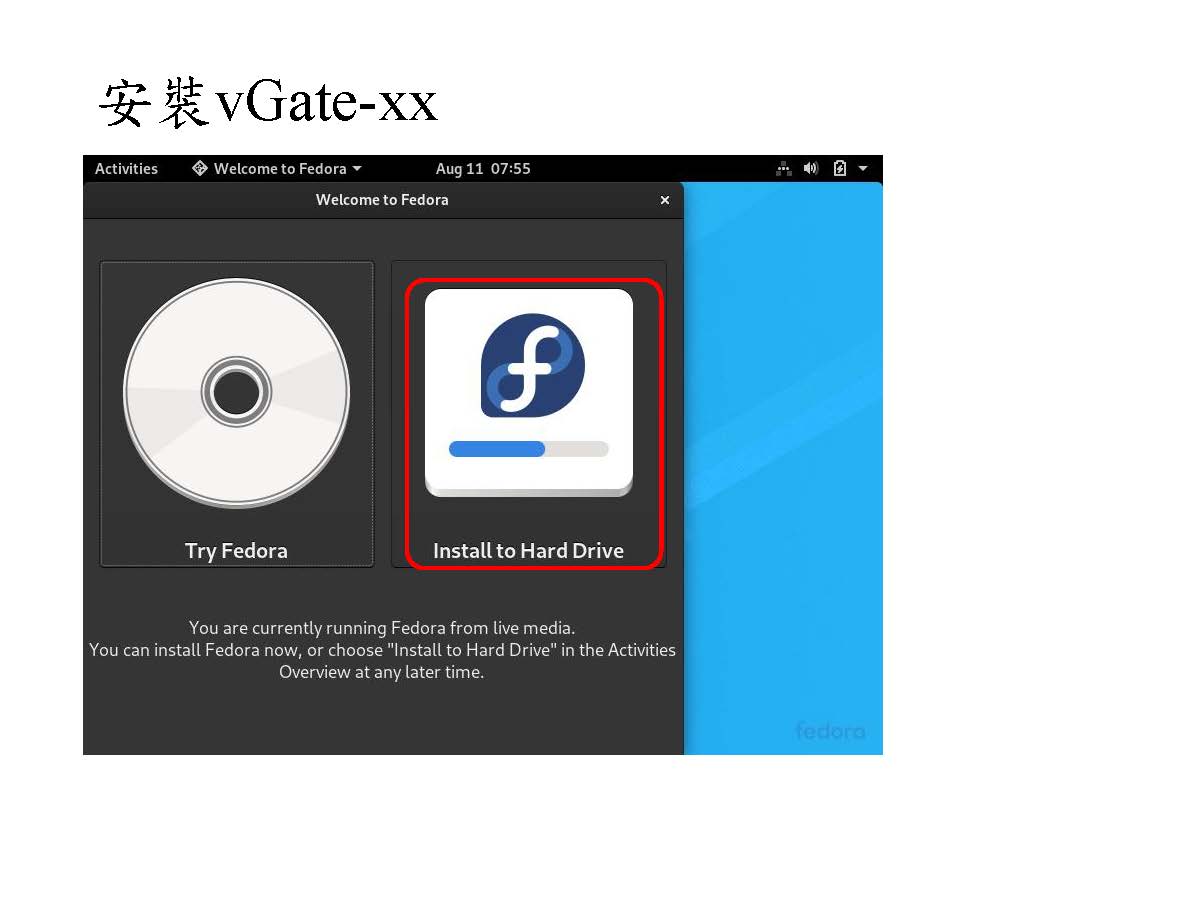 安裝vGate-xx
Activities Welcome to Fedora Aug 11 07:55
Welcome to Fedora ×
Try Fedora Install to Hard Drive
You are currently running Fedora from live media.
You can install Fedora now, or choose "Install to Hard Drive" in the Activities
Overview at any later time.
fedora